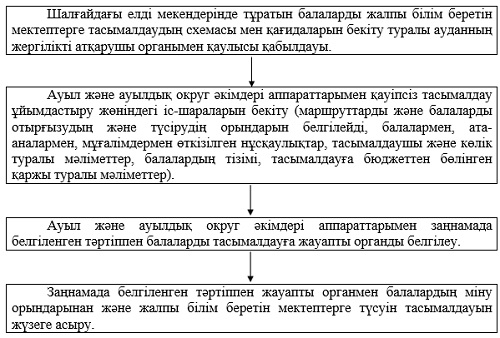 Шалғайдағы елді мекендерінде тұратын балаларды жалпы білім беретін
мектептерге тасымалдаудың схемасы мен қағидаларын бекіту туралы ауданның
жергілікті атқарушы органымен қаулысы қабылдауы.
Ауыл және ауылдық округ әкімдері аппараттарымен қауіпсіз тасымалдау
ұйымдастыру жөніндегі іс-шараларын бекіту (маршруттарды және балаларды
отырғызудың және түсірудің орындарын белгілейді, балалармен, ата-
аналармен, мұғалімдермен өткізілген нұсқаулықтар, тасымалдаушы және көлік
туралы мәліметтер, балалардың тізімі, тасымалдауға бюджеттен бөлінген
қаржы туралы мәліметтер).
Ауыл және ауылдық округ әкімдері аппараттарымен заңнамада
белгіленген тәртіппен балаларды тасымалдауға жауапты органды белгілеу.
Заңнамада белгіленген тәртіппен жауапты органмен балалардың міну
орындарынан және жалпы білім беретін мектептерге түсуін тасымалдауын
жүзеге асыру.